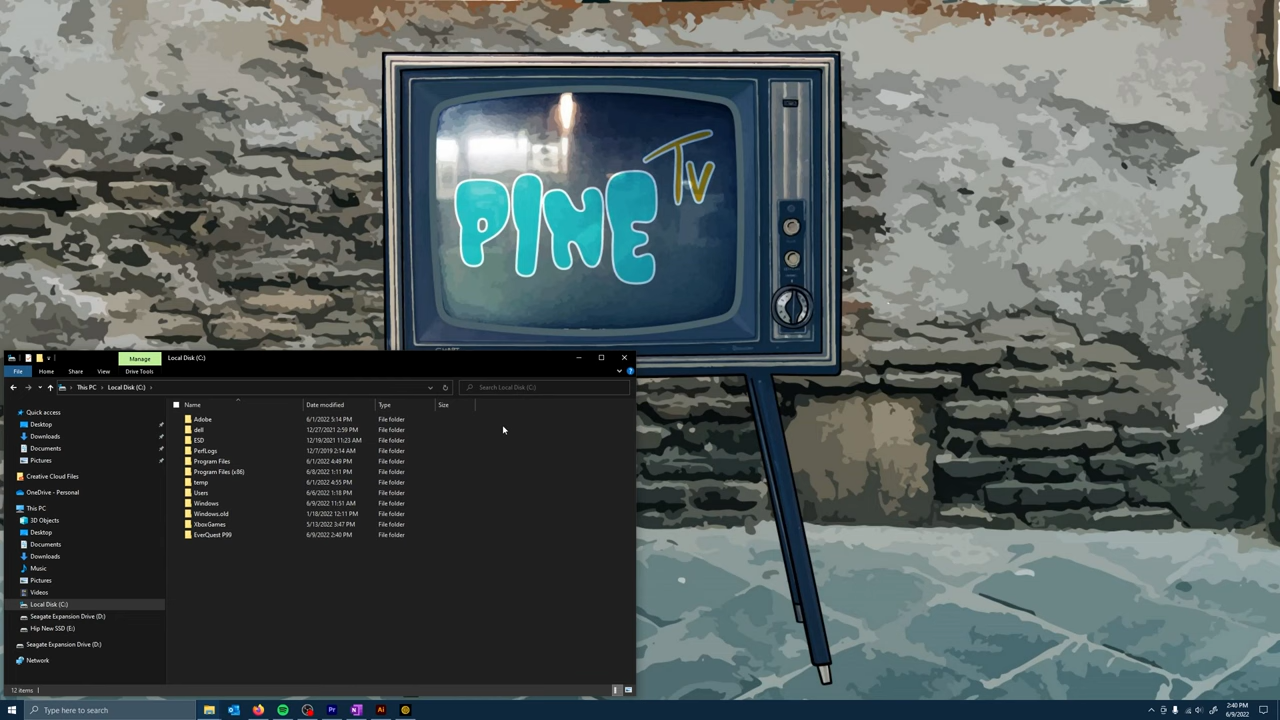 PINE TV
Manage
Local Disk (C:)
File
Home
Share
View
Drive Tools
This PC
Local Disk (C:)
Search Local Disk (C:)
Name
Date modified
Type
Size
Quick access
Desktop
Downloads
Documents
Pictures
Creative Cloud Files
OneDrive - Personal
This PC
3D Objects
Desktop
Documents
Downloads
Music
Pictures
Videos
Local Disk (C:)
Seagate Expansion Drive (D:)
Hip New SSD (E:)
Seagate Expansion Drive (D:)
Network
Adobe 6/1/2022 5:14 PM File folder
dell 12/27/2021 2:59 PM File folder
ESD 12/19/2021 11:23 AM File folder
PerfLogs 12/7/2019 2:14 AM File folder
Program Files 6/1/2022 4:49 PM File folder
Program Files (x86) 6/8/2022 1:11 PM File folder
temp 6/1/2022 4:55 PM File folder
Users 6/6/2022 1:18 PM File folder
Windows 6/9/2022 11:51 AM File folder
Windows.old 1/18/2022 12:11 PM File folder
XboxGames 5/13/2022 3:47 PM File folder
EverQuest P99 6/9/2022 2:40 PM File folder
12 items
Type here to search
2:40 PM
6/9/2022